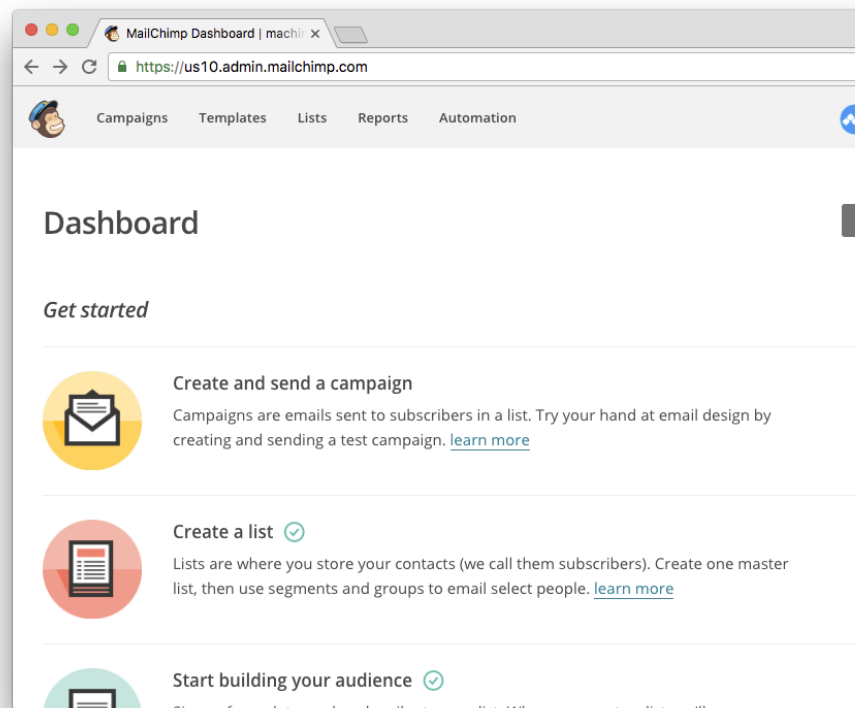 MailChimp Dashboard | machin
https://us10.admin.mailchimp.com
Campaigns Templates Lists Reports Automation
Dashboard
Get started
Create and send a campaign
Campaigns are emails sent to subscribers in a list. Try your hand at email design by
creating and sending a test campaign. learn more
Create a list
Lists are where you store your contacts (we call them subscribers). Create one master
list, then use segments and groups to email select people. learn more
Start building your audience